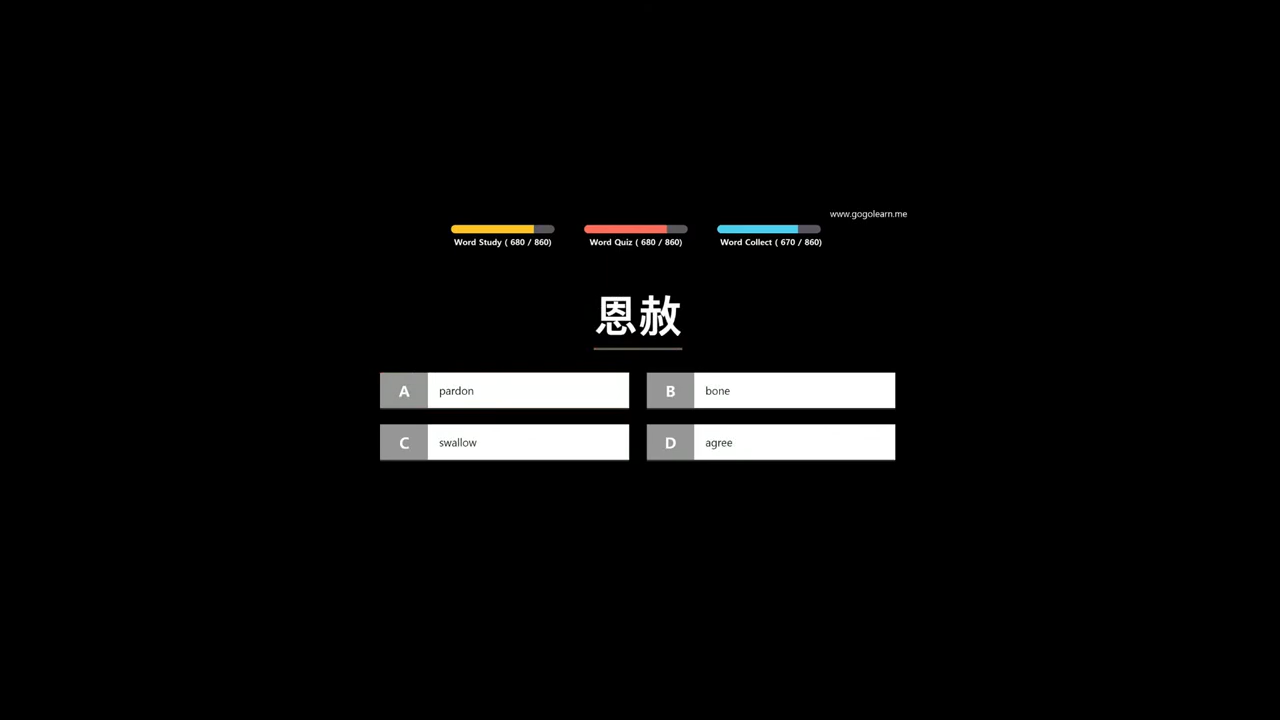 www.gogolearn.me
Word Study ( 680 / 860)
Word Quiz ( 680 / 860)
Word Collect ( 670 / 860)
恩赦
A pardon
B bone
C swallow
D agree